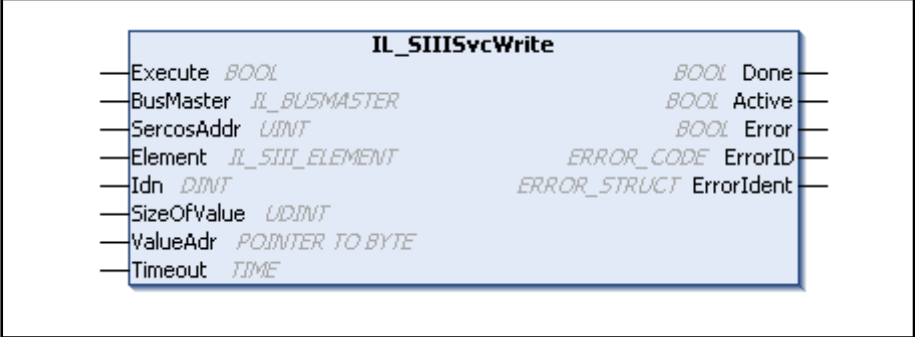 IL_SIIISvcWrite
Execute BOOL BOOL Done
BusMaster IL_BUSMASTER BOOL Active
SercosAddr UINT BOOL Error
Element IL_SIII_ELEMENT ERROR_CODE ErrorID
Idn DINT ERROR_STRUCT ErrorIdent
SizeOfValue UDINT
ValueAdr POINTER TO BYTE
Timeout TIME